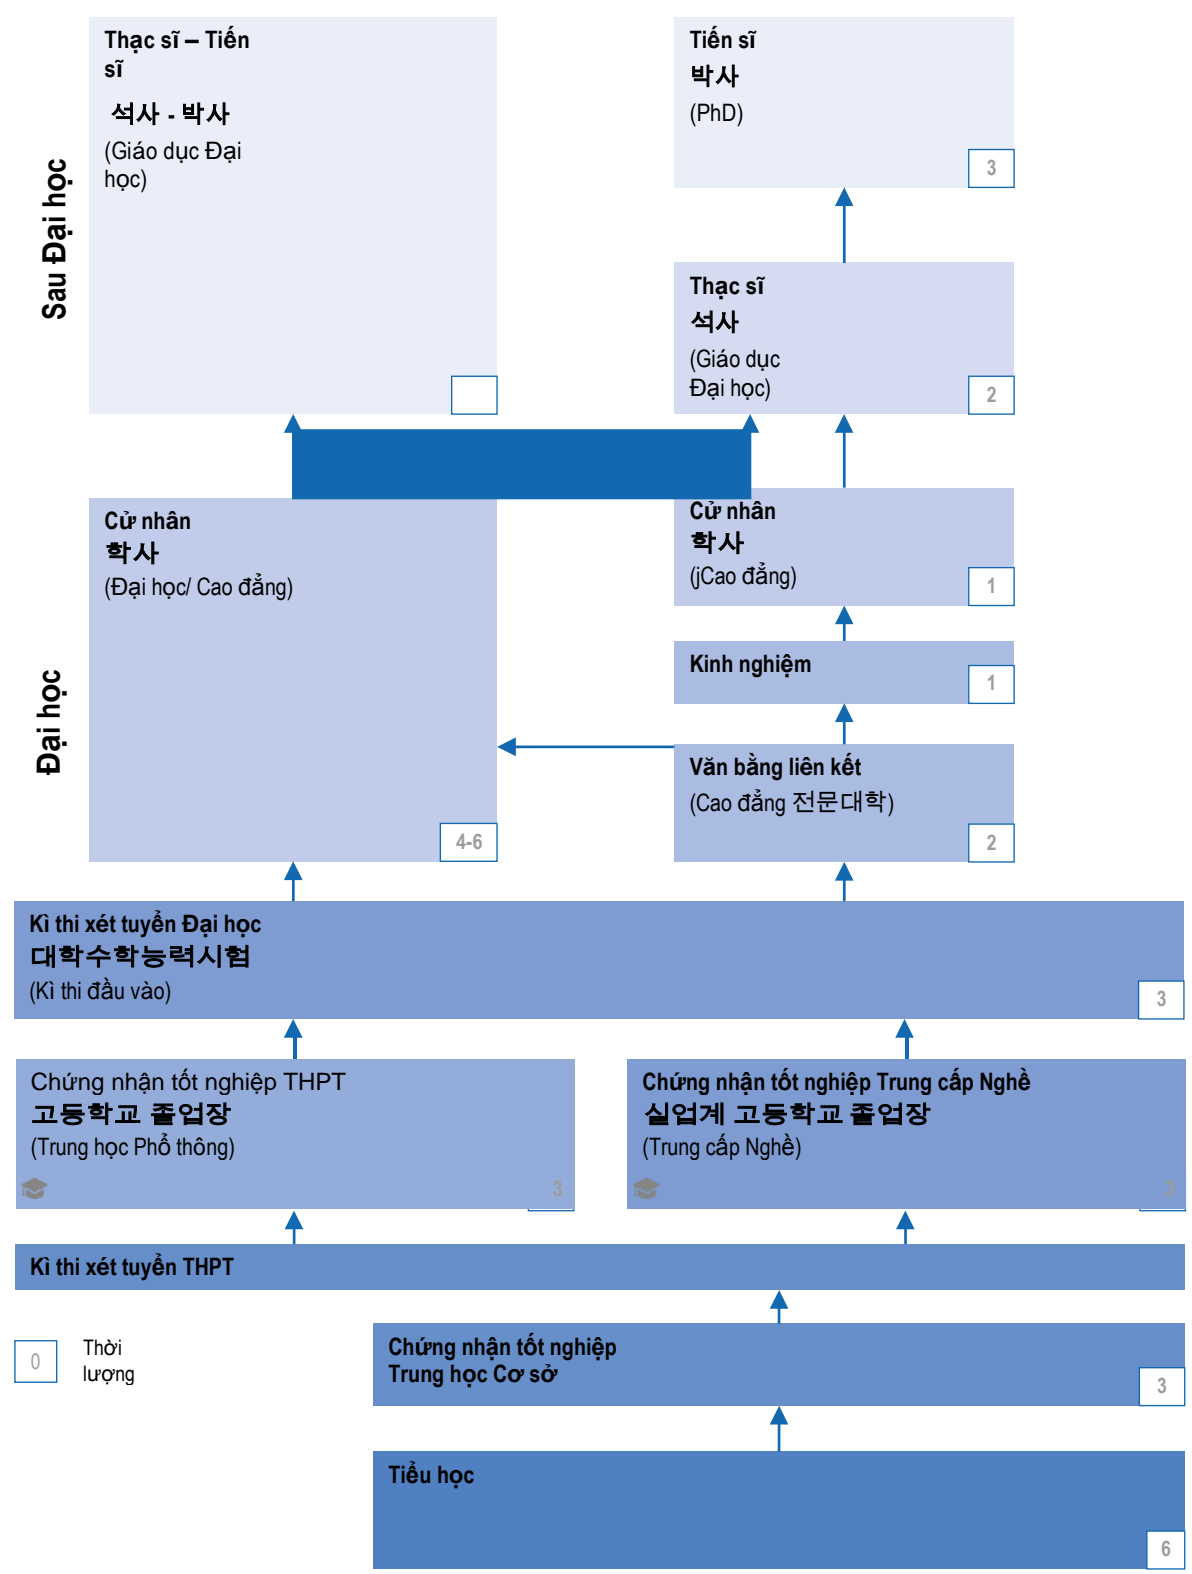 Thạc sĩ – Tiến
sĩ
석사 - 박사
(Giáo dục Đại
học)
Tiến sĩ
박사
(PhD)
3
Sau Đại học
Thạc sĩ
석사
(Giáo dục
Đại học)
2
Cử nhân
학사
(Đại học/ Cao đẳng)
4-6
Cử nhân
학사
(jCao đẳng)
1
Kinh nghiệm
1
Đại học
Văn bằng liên kết
(Cao đẳng 전문대학)
2
Kì thi xét tuyển Đại học
대학수학능력시험
(Kì thi đầu vào)
3
Chứng nhận tốt nghiệp THPT
고등학교 졸업장
(Trung học Phổ thông)
3
Chứng nhận tốt nghiệp Trung cấp Nghề
실업계 고등학교 졸업장
(Trung cấp Nghề)
3
Kì thi xét tuyển THPT
0
Thời
lượng
Chứng nhận tốt nghiệp
Trung học Cơ sở
3
Tiểu học
6